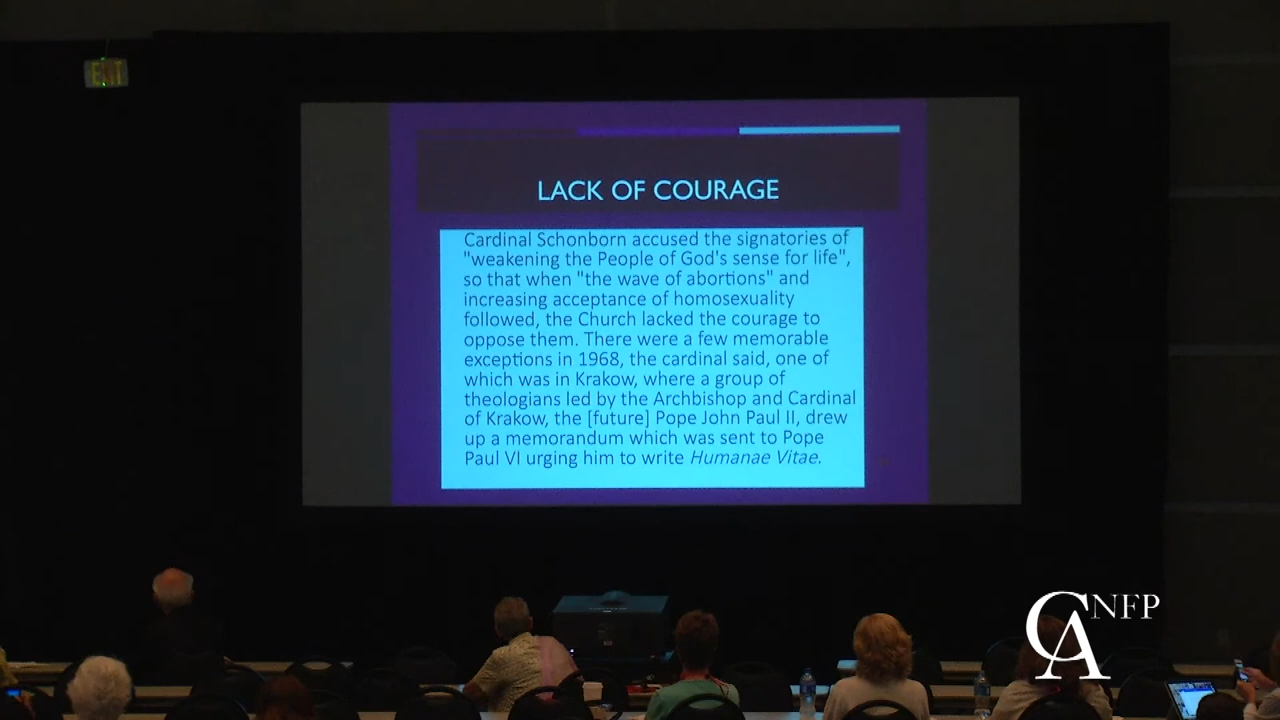 EXIT
LACK OF COURAGE
Cardinal Schonborn accused the signatories of
"weakening the People of God's sense for life",
so that when "the wave of abortions" and
increasing acceptance of homosexuality
followed, the Church lacked the courage to
oppose them. There were a few memorable
exceptions in 1968, the cardinal said, one of
which was in Krakow, where a group of
theologians led by the Archbishop and Cardinal
of Krakow, the [future] Pope John Paul II, drew
up a memorandum which was sent to Pope
Paul VI urging him to write Humanae Vitae.
CANFP